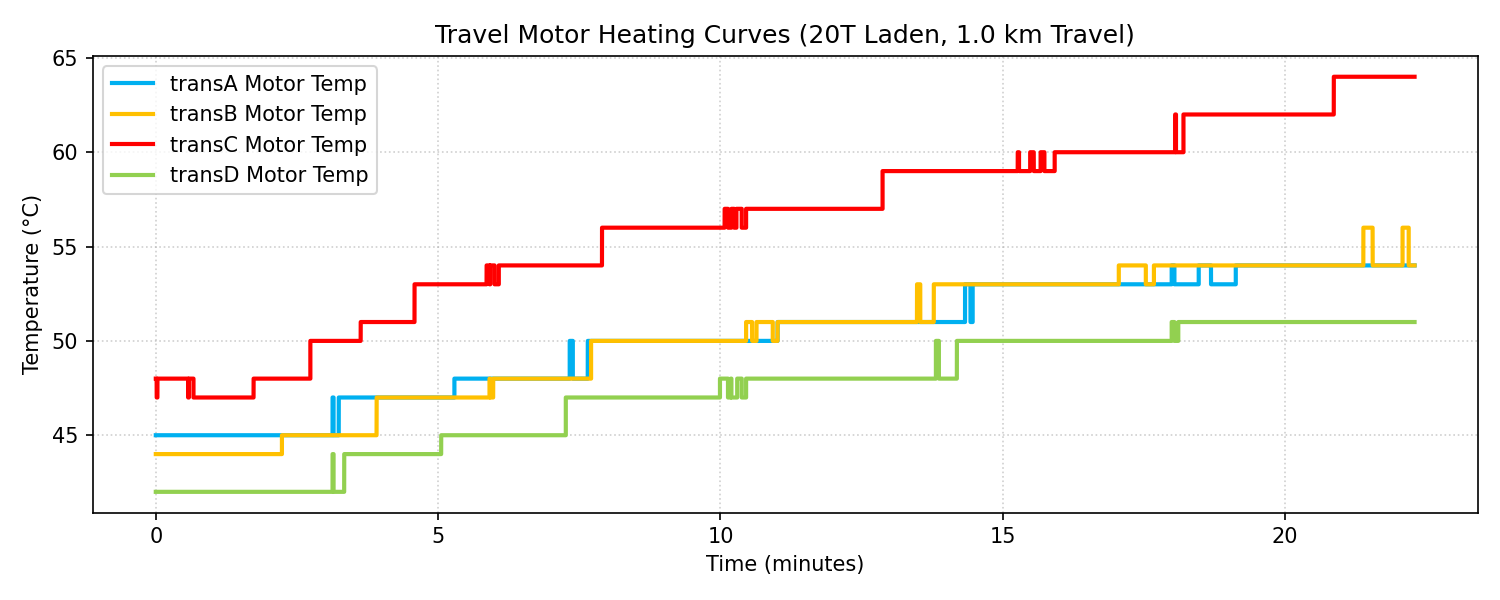 Travel Motor Heating Curves (20T Laden, 1.0 km Travel)
transA Motor Temp
transB Motor Temp
transC Motor Temp
transD Motor Temp
Temperature (°C)
65
60
55
50
45
0 5 10 15 20
Time (minutes)